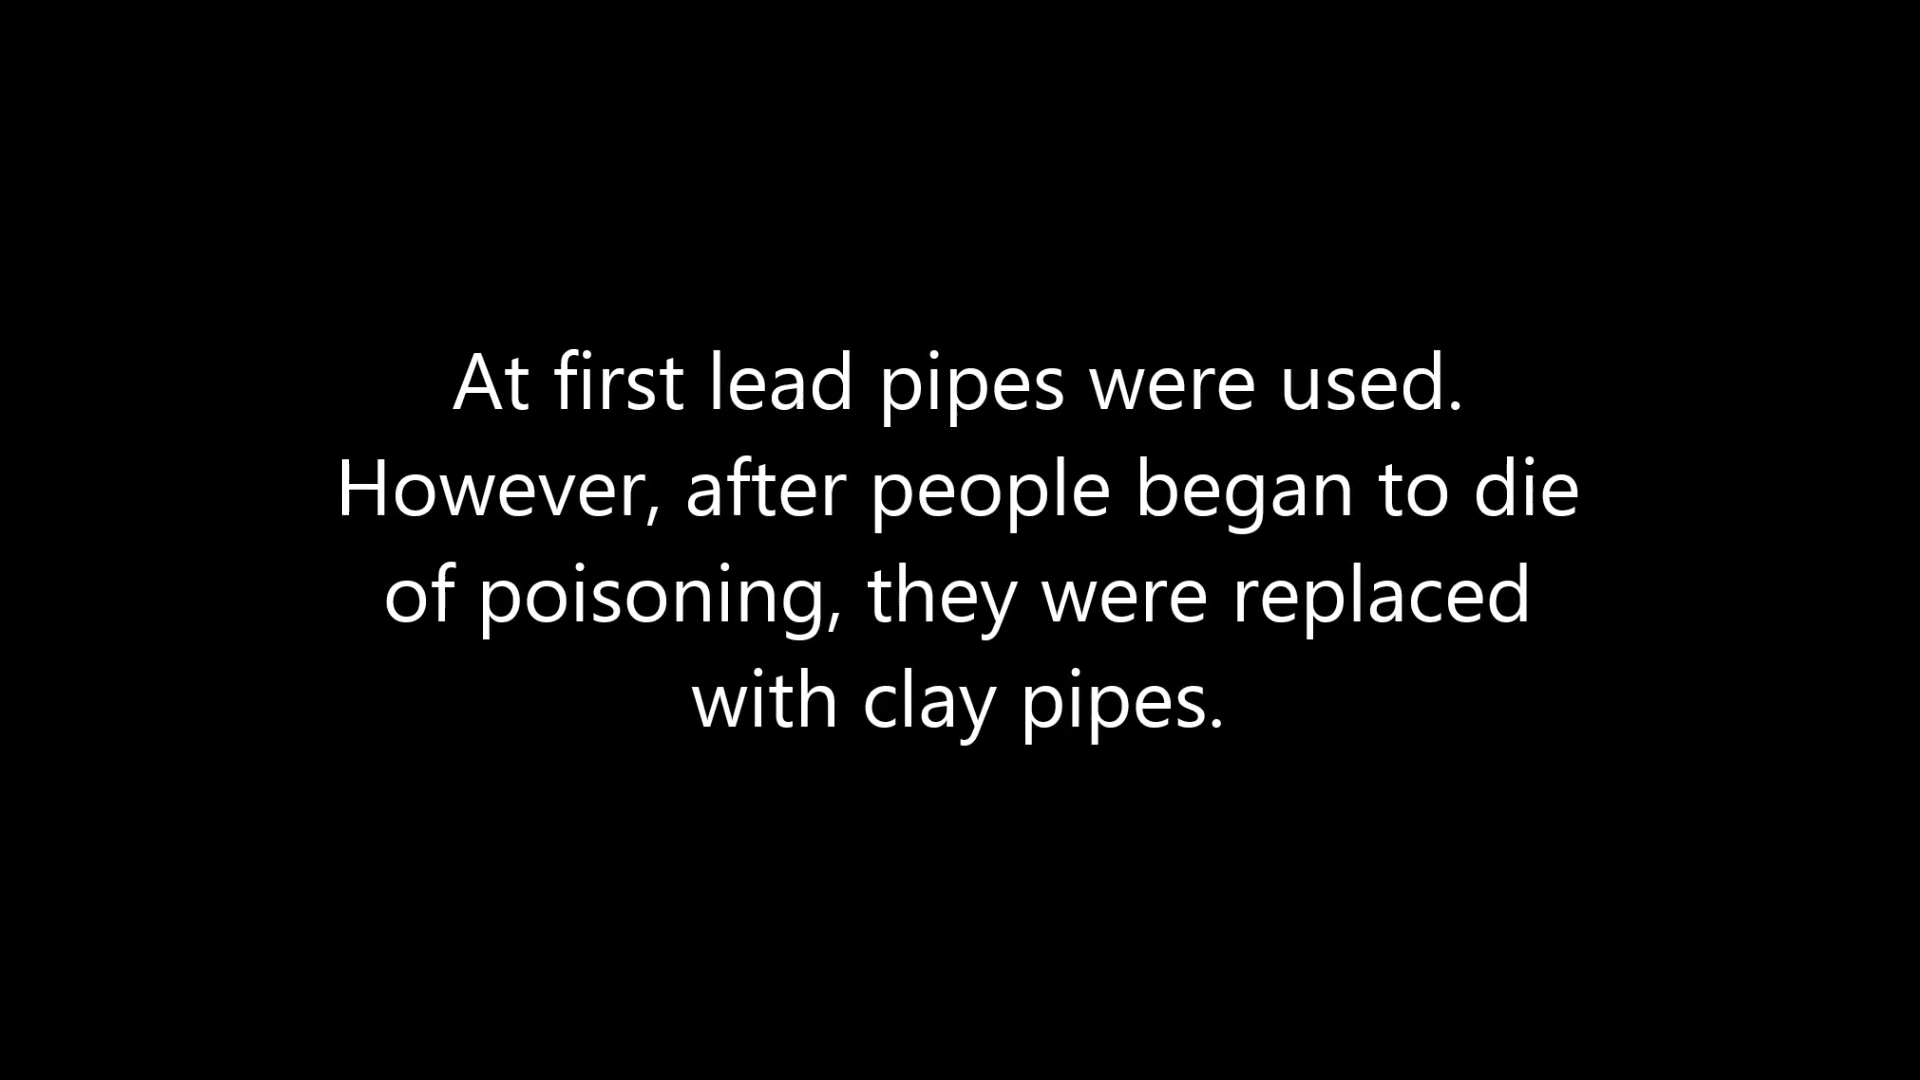 At first lead pipes were used.
However, after people began to die
of poisoning, they were replaced
with clay pipes.